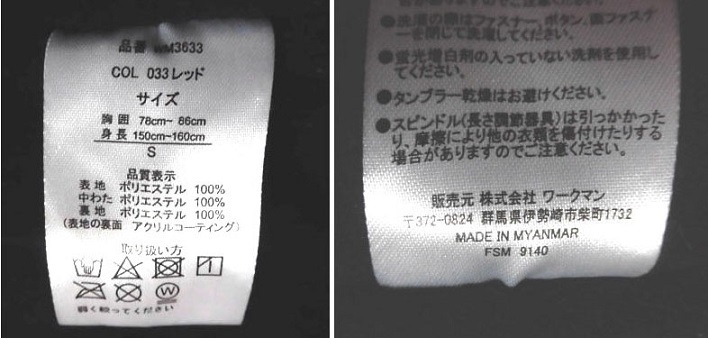 品番 WM3633
COL 033レッド
サイズ
胸囲 78cm~ 86cm
身長 150cm~160cm
S
品質表示
表地 ポリエステル 100%
中わた ポリエステル 100%
裏地 ポリエステル 100%
(表地の裏面 アクリルコーティング)
取り扱い方
W
弱く絞ってください
●洗濯の際はファスナー、ボタン、面ファスナ
ーを閉じて洗濯してください。
●蛍光増白剤の入っていない洗剤を使用し
てください。
●タンブラー乾燥はお避けください。
●スピンドル(長さ調節器具)は引っかかった
り、摩擦により他の衣類を傷付けたりする
場合がありますのでご注意ください。
販売元 株式会社 ワークマン
〒372-0824 群馬県伊勢崎市柴町1732
MADE IN MYANMAR
FSM 9140